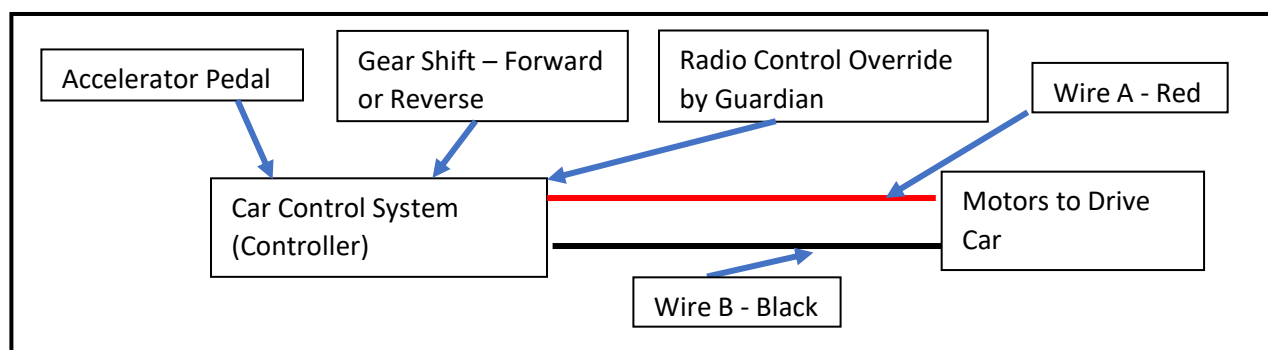 Accelerator Pedal
Gear Shift – Forward
or Reverse
Radio Control Override
by Guardian
Wire A - Red
Car Control System
(Controller)
Motors to Drive
Car
Wire B - Black